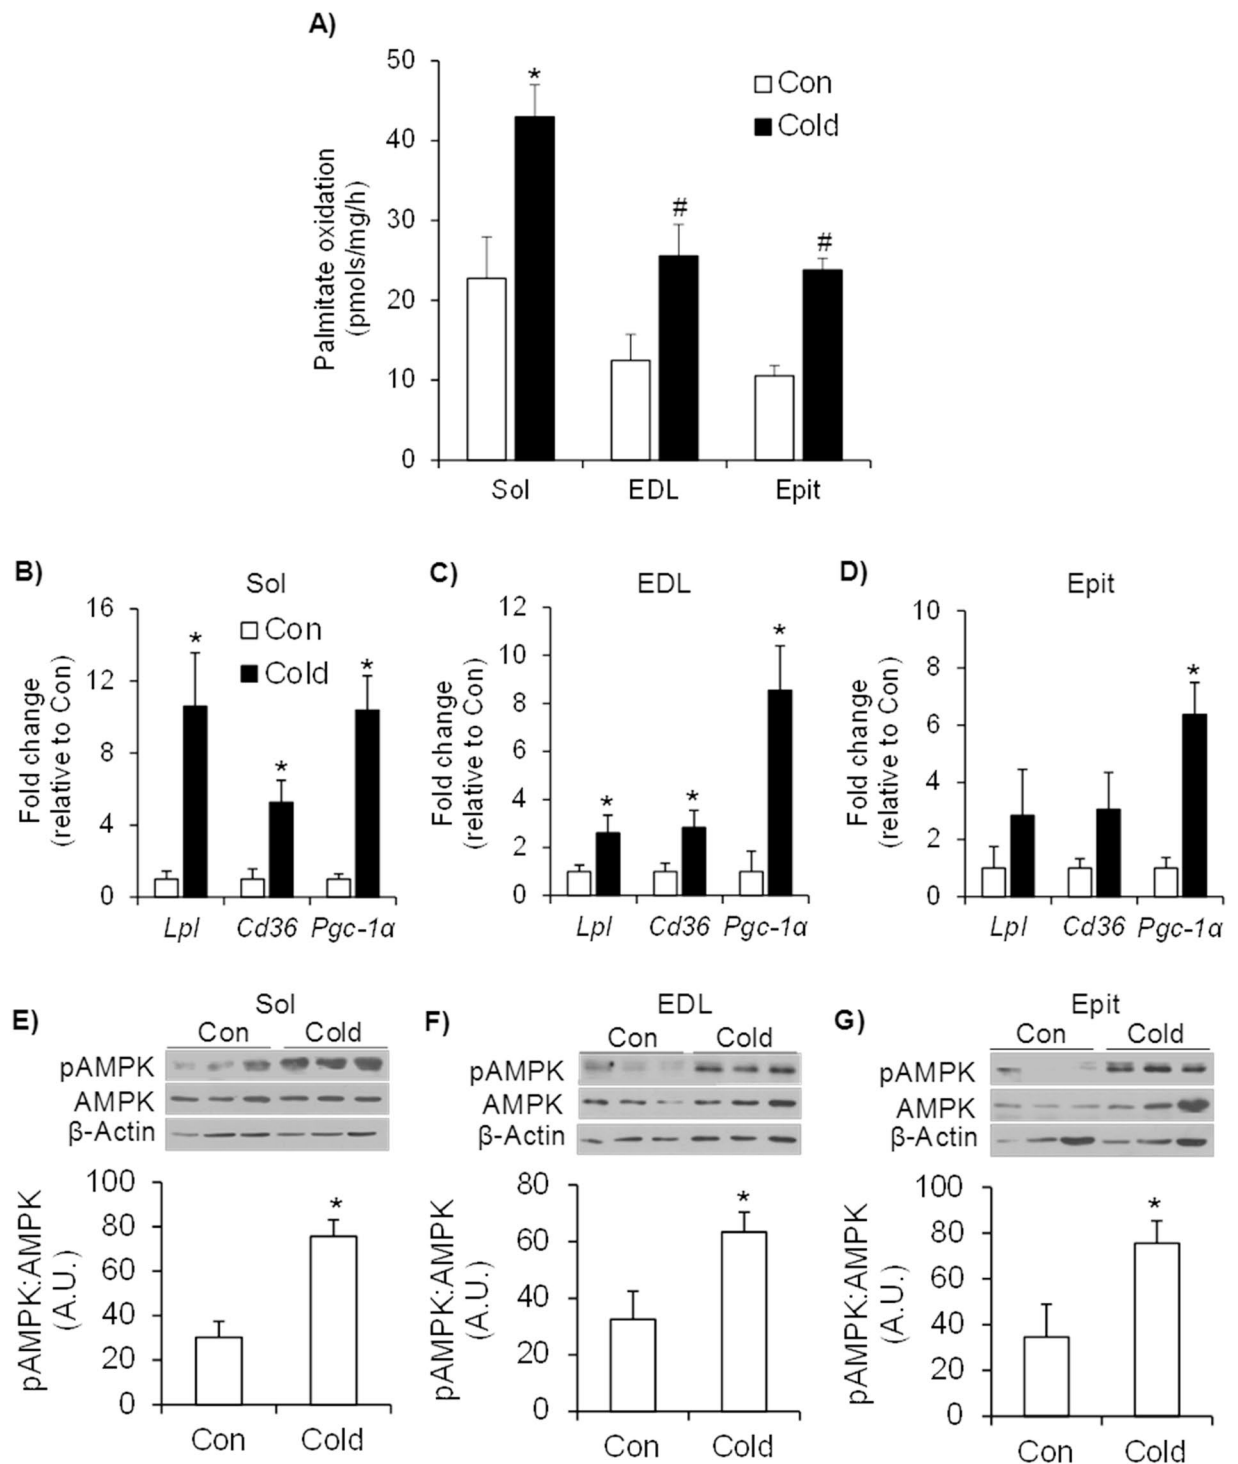 A)
50
40
30
20
10
0
Palmitate oxidation
(pmols/mg/h)
*
#
#
Con
Cold
Sol EDL Epit
B)
Sol
16
12
8
4
0
Fold change
(relative to Con)
Con
Cold
*
*
*
Lpl Cd36 Pgc-1α
C)
EDL
12
10
8
6
4
2
0
Fold change
(relative to Con)
*
*
*
Lpl Cd36 Pgc-1α
D)
Epit
10
8
6
4
2
0
Fold change
(relative to Con)
*
Lpl Cd36 Pgc-1α
E)
Sol
Con Cold
pAMPK
AMPK
β-Actin
100
80
60
40
20
0
pAMPK:AMPK
(A.U.)
*
Con Cold
F)
EDL
Con Cold
pAMPK
AMPK
β-Actin
80
60
40
20
0
pAMPK:AMPK
(A.U.)
*
Con Cold
G)
Epit
Con Cold
pAMPK
AMPK
β-Actin
100
80
60
40
20
0
pAMPK:AMPK
(A.U.)
*
Con Cold